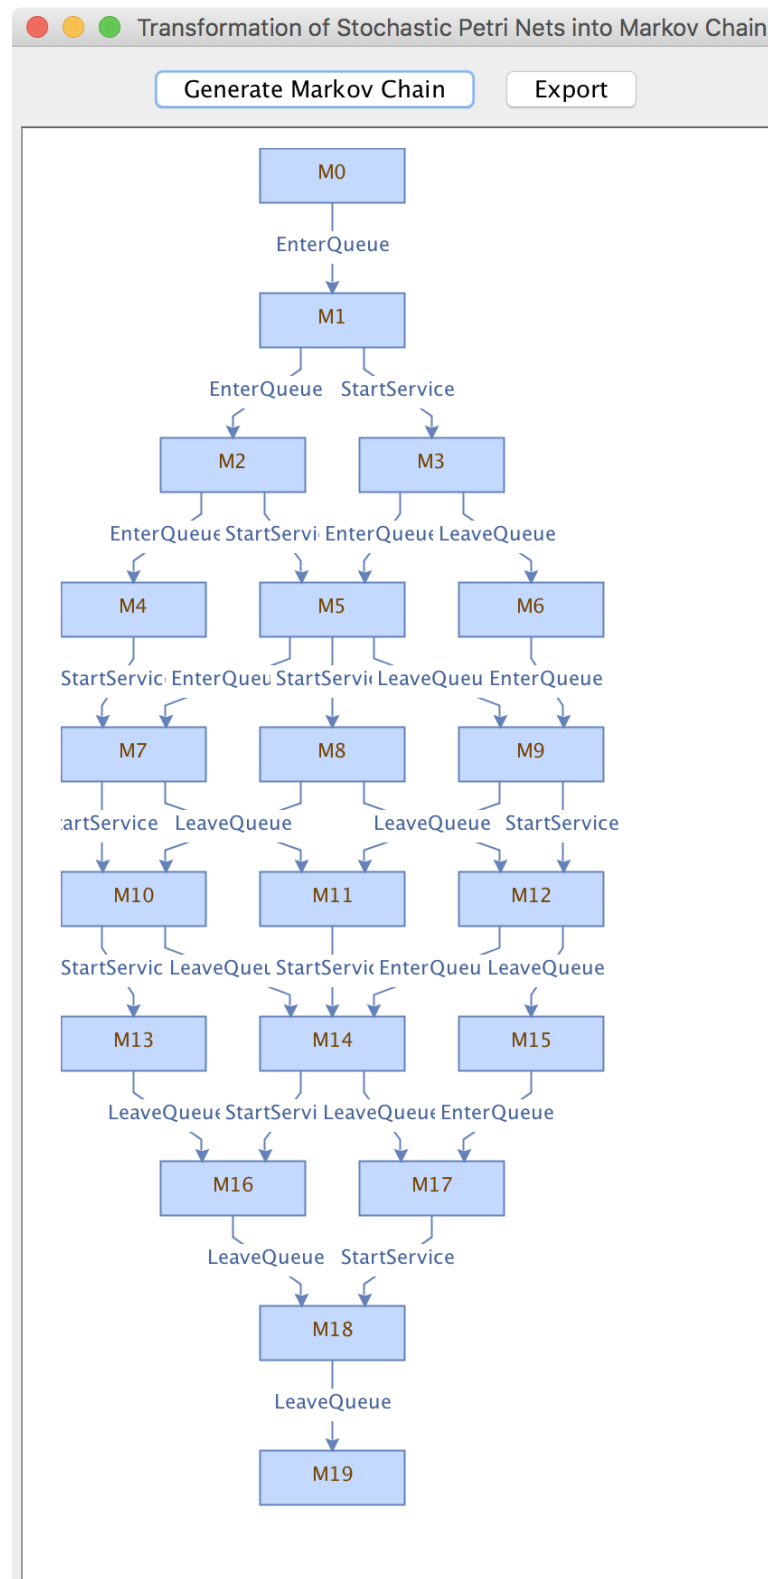 Transformation of Stochastic Petri Nets into Markov Chain
Generate Markov Chain Export
M0
EnterQueue
M1
EnterQueue StartService
M2 M3
EnterQueue StartServi EnterQueue LeaveQueue
M4 M5 M6
StartServic EnterQueu StartServi LeaveQueu EnterQueue
M7 M8 M9
tartService LeaveQueue LeaveQueue StartService
M10 M11 M12
StartServic LeaveQueu StartServic EnterQueu LeaveQueue
M13 M14 M15
LeaveQueue StartServi LeaveQueue EnterQueue
M16 M17
LeaveQueue StartService
M18
LeaveQueue
M19